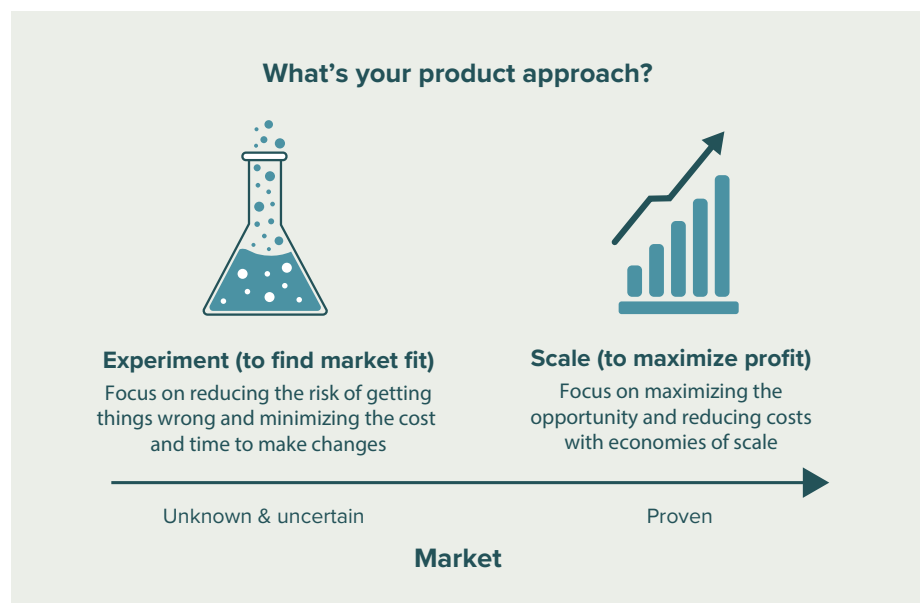 What’s your product approach?
Experiment (to find market fit)
Focus on reducing the risk of getting
things wrong and minimizing the cost
and time to make changes
Scale (to maximize profit)
Focus on maximizing the
opportunity and reducing costs
with economies of scale
Unknown & uncertain
Proven
Market